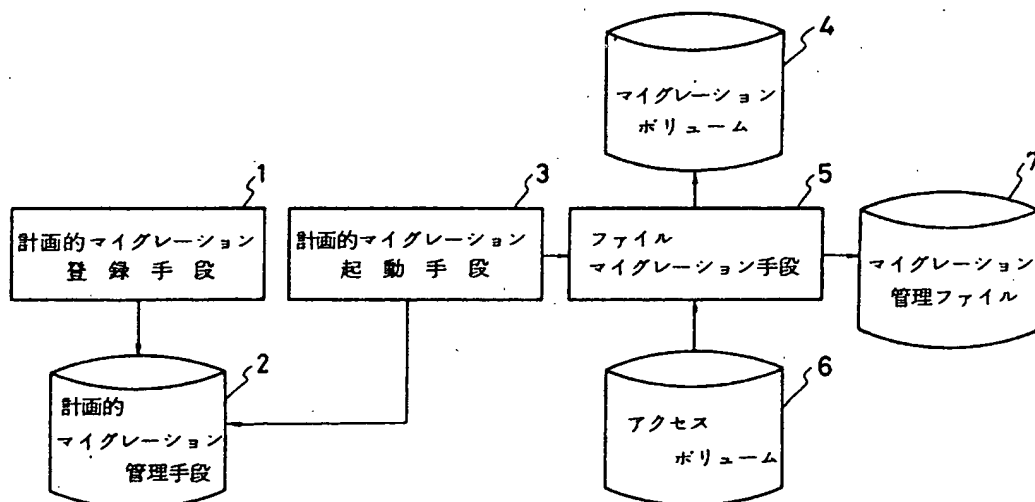 4
マイグレーション
ボリューム
1
計画的マイグレーション
登録手段
3
計画的マイグレーション
起動手段
5
ファイル
マイグレーション手段
7
マイグレーション
管理ファイル
2
計画的
マイグレーション
管理手段
6
アクセス
ボリューム